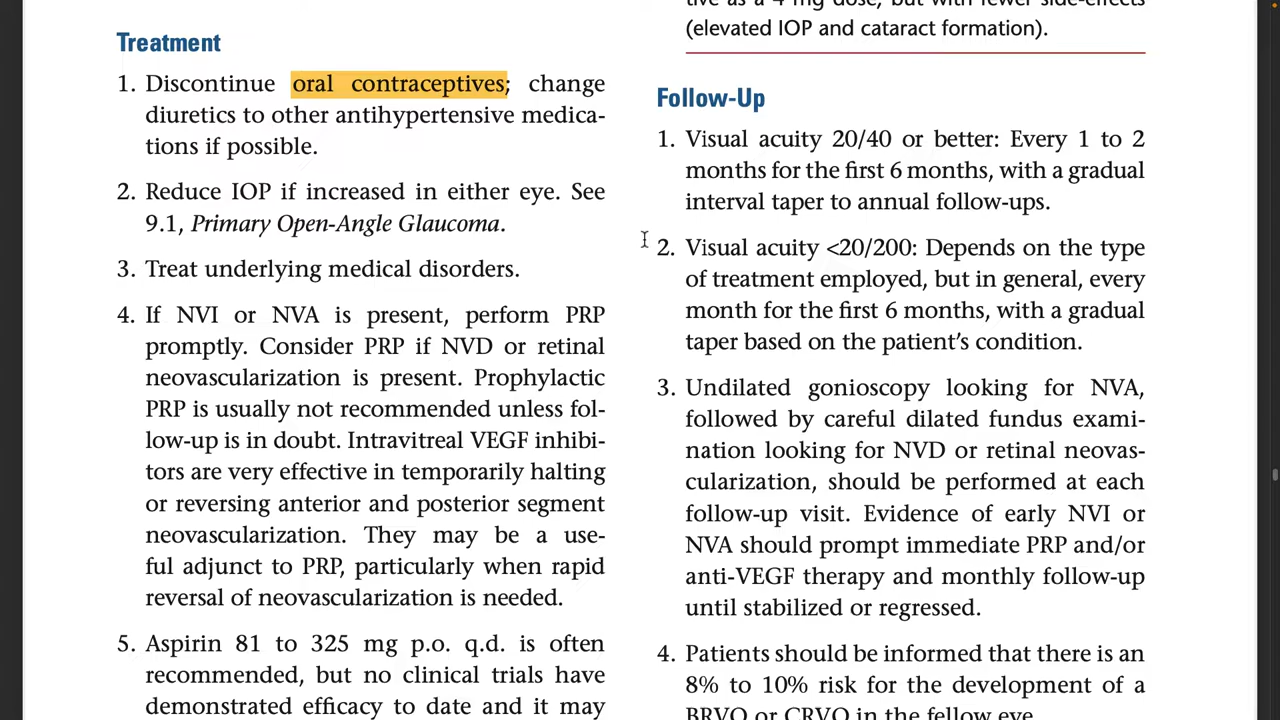 Treatment
1. Discontinue oral contraceptives; change
diuretics to other antihypertensive medica-
tions if possible.
2. Reduce IOP if increased in either eye. See
9.1, Primary Open-Angle Glaucoma.
3. Treat underlying medical disorders.
4. If NVI or NVA is present, perform PRP
promptly. Consider PRP if NVD or retinal
neovascularization is present. Prophylactic
PRP is usually not recommended unless fol-
low-up is in doubt. Intravitreal VEGF inhibi-
tors are very effective in temporarily halting
or reversing anterior and posterior segment
neovascularization. They may be a use-
ful adjunct to PRP, particularly when rapid
reversal of neovascularization is needed.
5. Aspirin 81 to 325 mg p.o. q.d. is often
recommended, but no clinical trials have
demonstrated efficacy to date and it may
tive as a 4 mg dose, but with fewer side-effects
(elevated IOP and cataract formation).
Follow-Up
1. Visual acuity 20/40 or better: Every 1 to 2
months for the first 6 months, with a gradual
interval taper to annual follow-ups.
2. Visual acuity <20/200: Depends on the type
of treatment employed, but in general, every
month for the first 6 months, with a gradual
taper based on the patient's condition.
3. Undilated gonioscopy looking for NVA,
followed by careful dilated fundus exami-
nation looking for NVD or retinal neovas-
cularization, should be performed at each
follow-up visit. Evidence of early NVI or
NVA should prompt immediate PRP and/or
anti-VEGF therapy and monthly follow-up
until stabilized or regressed.
4. Patients should be informed that there is an
8% to 10% risk for the development of a
BRVO or CRVO in the fellow eye.